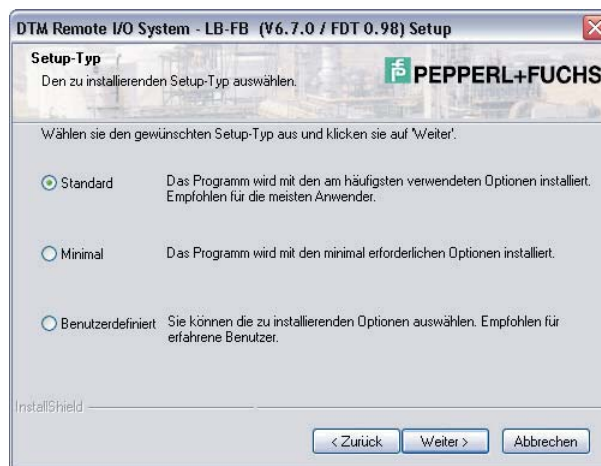 DTM Remote I/O System - LB-FB (V6.7.0 / FDT 0.98) Setup
Setup-Typ
Den zu installierenden Setup-Typ auswählen.
PEPPERL+FUCHS
Wählen sie den gewünschten Setup-Typ aus und klicken sie auf 'Weiter'.
Standard
Das Programm wird mit den am häufigsten verwendeten Optionen installiert.
Empfohlen für die meisten Anwender.
Minimal
Das Programm wird mit den minimal erforderlichen Optionen installiert.
Benutzerdefiniert
Sie können die zu installierenden Optionen auswählen. Empfohlen für
erfahrene Benutzer.
InstallShield
< Zurück
Weiter >
Abbrechen